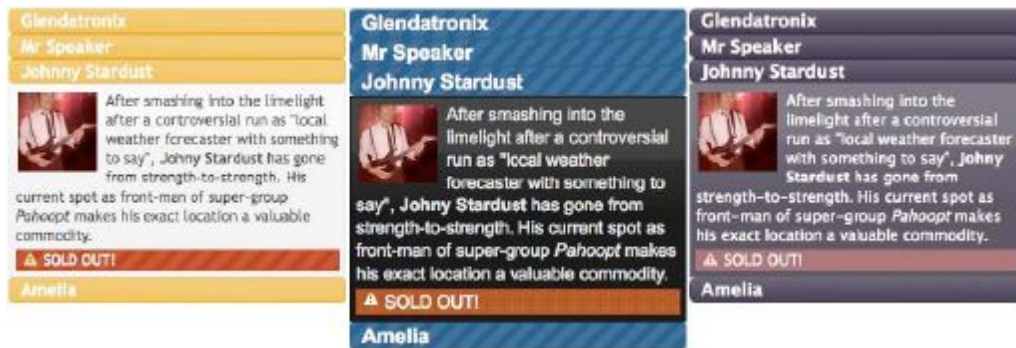 Glendatronix
Mr Speaker
Johnny Stardust
After smashing into the limelight
after a controversial run as "local
weather forecaster with something
to say", Johny Stardust has gone
from strength-to-strength. His
current spot as front-man of super-group
Pahoopt makes his exact location a valuable
commodity.
SOLD OUT!
Amelia
Glendatronix
Mr Speaker
Johnny Stardust
After smashing into the
limelight after a controversial
run as "local weather
forecaster with something to
say", Johny Stardust has gone from
strength-to-strength. His current spot as
front-man of super-group Pahoopt makes
his exact location a valuable commodity.
SOLD OUT!
Amelia
Glendatronix
Mr Speaker
Johnny Stardust
After smashing into the
limelight after a controversial
run as "local weather forecaster
with something to say", Johny
Stardust has gone from
strength-to-strength. His current spot as
front-man of super-group Pahoopt makes
his exact location a valuable commodity.
SOLD OUT!
Amelia